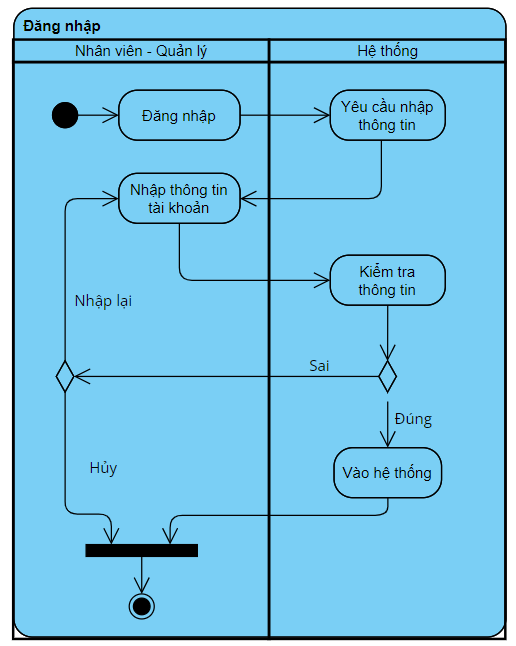 Đăng nhập
Nhân viên - Quản lý
Hệ thống
Đăng nhập
Yêu cầu nhập
thông tin
Nhập thông tin
tài khoản
Kiểm tra
thông tin
Nhập lại
Sai
Đúng
Hủy
Vào hệ thống